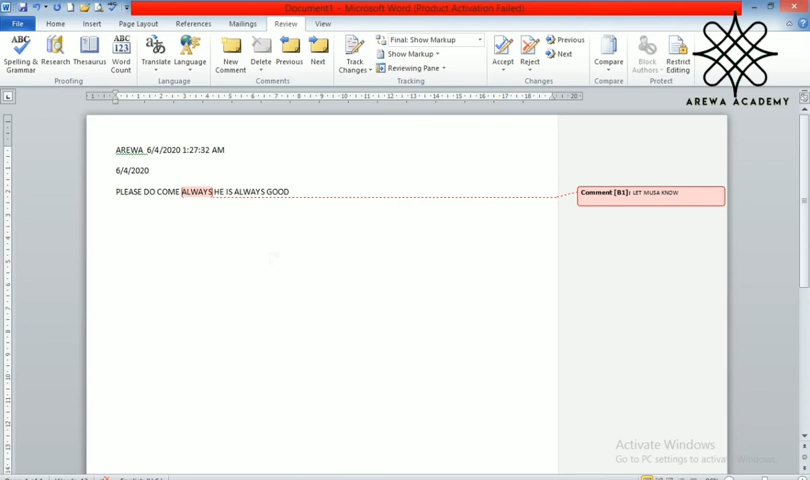 Document1 - Microsoft Word (Product Activation Failed)
File Home Insert Page Layout References Mailings Review View
Spelling & Grammar
Research
Thesaurus
Word Count
Translate
Language
New Comment
Delete
Previous
Next
Track Changes
Final: Show Markup
Show Markup
Reviewing Pane
Accept
Reject
Previous
Next
Compare
Block Authors
Restrict Editing
Proofing Language Comments Tracking Changes Compare Protect
AREWA ACADEMY
AREWA 6/4/2020 1:27:32 AM
6/4/2020
PLEASE DO COME ALWAYS HE IS ALWAYS GOOD
Comment [B1]: LET MUSA KNOW
Activate Windows
Go to PC settings to activate Windows.